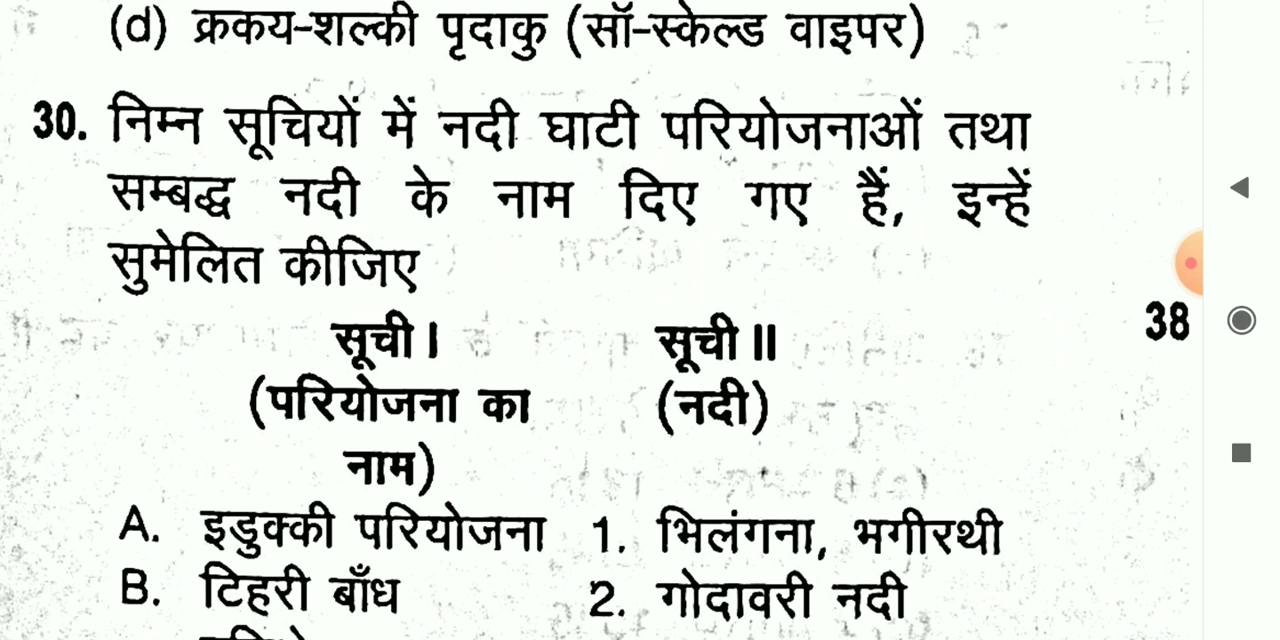 (d) क्रकय-शल्की पृदाकु (सॉ-स्केल्ड वाइपर)
30. निम्न सूचियों में नदी घाटी परियोजनाओं तथा
सम्बद्ध नदी के नाम दिए गए हैं, इन्हें
सुमेलित कीजिए
38
सूची I सूची II
(परियोजना का (नदी)
नाम)
A. इडुक्की परियोजना 1. भिलंगना, भगीरथी
B. टिहरी बाँध 2. गोदावरी नदी